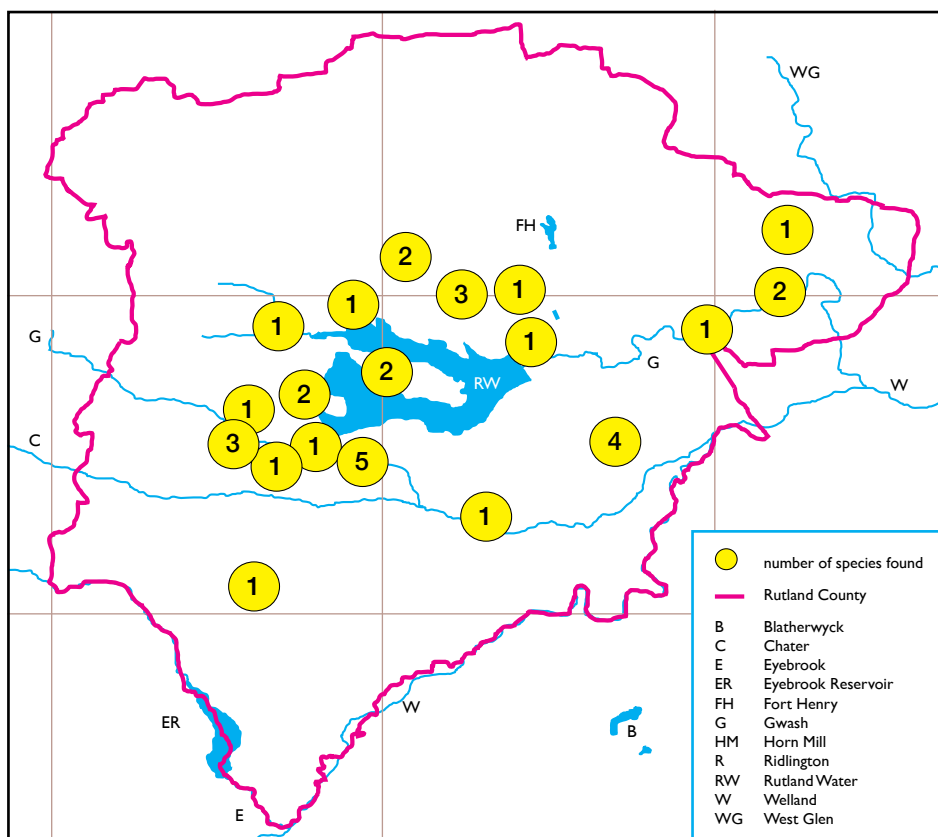 WG
FH
1
2
2
3
1
1
1
1
1
G
G
2
RW
W
2
1
C
3
1
4
1
5
1
1
ER
W
B
E
number of species found
Rutland County
B Blatherwyck
C Chater
E Eyebrook
ER Eyebrook Reservoir
FH Fort Henry
G Gwash
HM Horn Mill
R Ridlington
RW Rutland Water
W Welland
WG West Glen